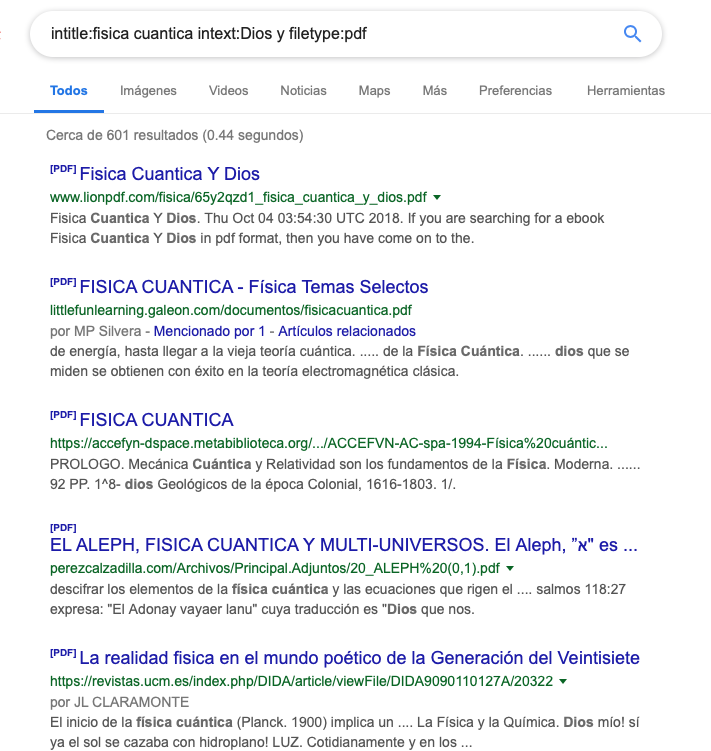 intitle:fisica cuantica intext:Dios y filetype:pdf
Todos Imágenes Videos Noticias Maps Más Preferencias Herramientas
Cerca de 601 resultados (0.44 segundos)
[PDF] Fisica Cuantica Y Dios
www.lionpdf.com/fisica/65y2qzd1_fisica_cuantica_y_dios.pdf
Fisica Cuantica Y Dios. Thu Oct 04 03:54:30 UTC 2018. If you are searching for a ebook
Fisica Cuantica Y Dios in pdf format, then you have come on to the.
[PDF] FISICA CUANTICA - Física Temas Selectos
littlefunlearning.galeon.com/documentos/fisicacuantica.pdf
por MP Silvera - Mencionado por 1 - Artículos relacionados
de energía, hasta llegar a la vieja teoría cuántica. ..... de la Física Cuántica. ...... dios que se
miden se obtienen con éxito en la teoría electromagnética clásica.
[PDF] FISICA CUANTICA
https://accefyn-dspace.metabiblioteca.org/.../ACCEFVN-AC-spa-1994-Física%20cuántic...
PROLOGO. Mecánica Cuántica y Relatividad son los fundamentos de la Física. Moderna. ......
92 PP. 1^8- dios Geológicos de la época Colonial, 1616-1803. 1/.
[PDF]
EL ALEPH, FISICA CUANTICA Y MULTI-UNIVERSOS. El Aleph, ”א" es ...
perezcalzadilla.com/Archivos/Principal.Adjuntos/20_ALEPH%20(0,1).pdf
descifrar los elementos de la física cuántica y las ecuaciones que rigen el .... salmos 118:27
expresa: "El Adonay vayaer lanu" cuya traducción es "Dios que nos.
[PDF] La realidad fisica en el mundo poético de la Generación del Veintisiete
https://revistas.ucm.es/index.php/DIDA/article/viewFile/DIDA9090110127A/20322
por JL CLARAMONTE
El inicio de la física cuántica (Planck. 1900) implica un .... La Física y la Química. Dios mío! sí
ya el sol se cazaba con hidroplano! LUZ. Cotidianamente y en los ...